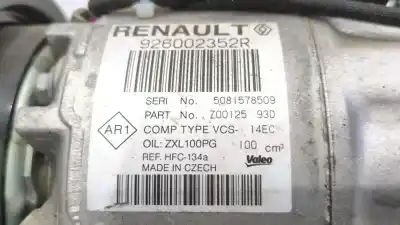 RENAULT
926002352R
SERI No. 5081578509
PART No. Z00125 93D
AR1
COMP. TYPE VCS- 14EC
OIL: ZXL100PG 100 cm³
REF. HFC-134a
MADE IN CZECH
Valeo